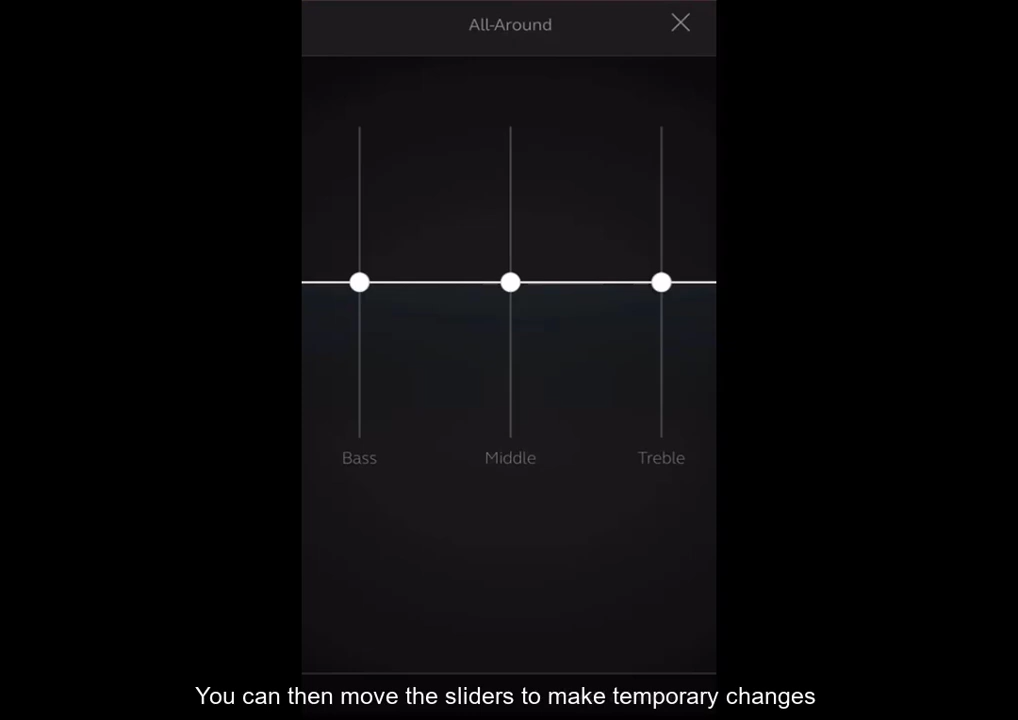 All-Around
Bass Middle Treble
You can then move the sliders to make temporary changes